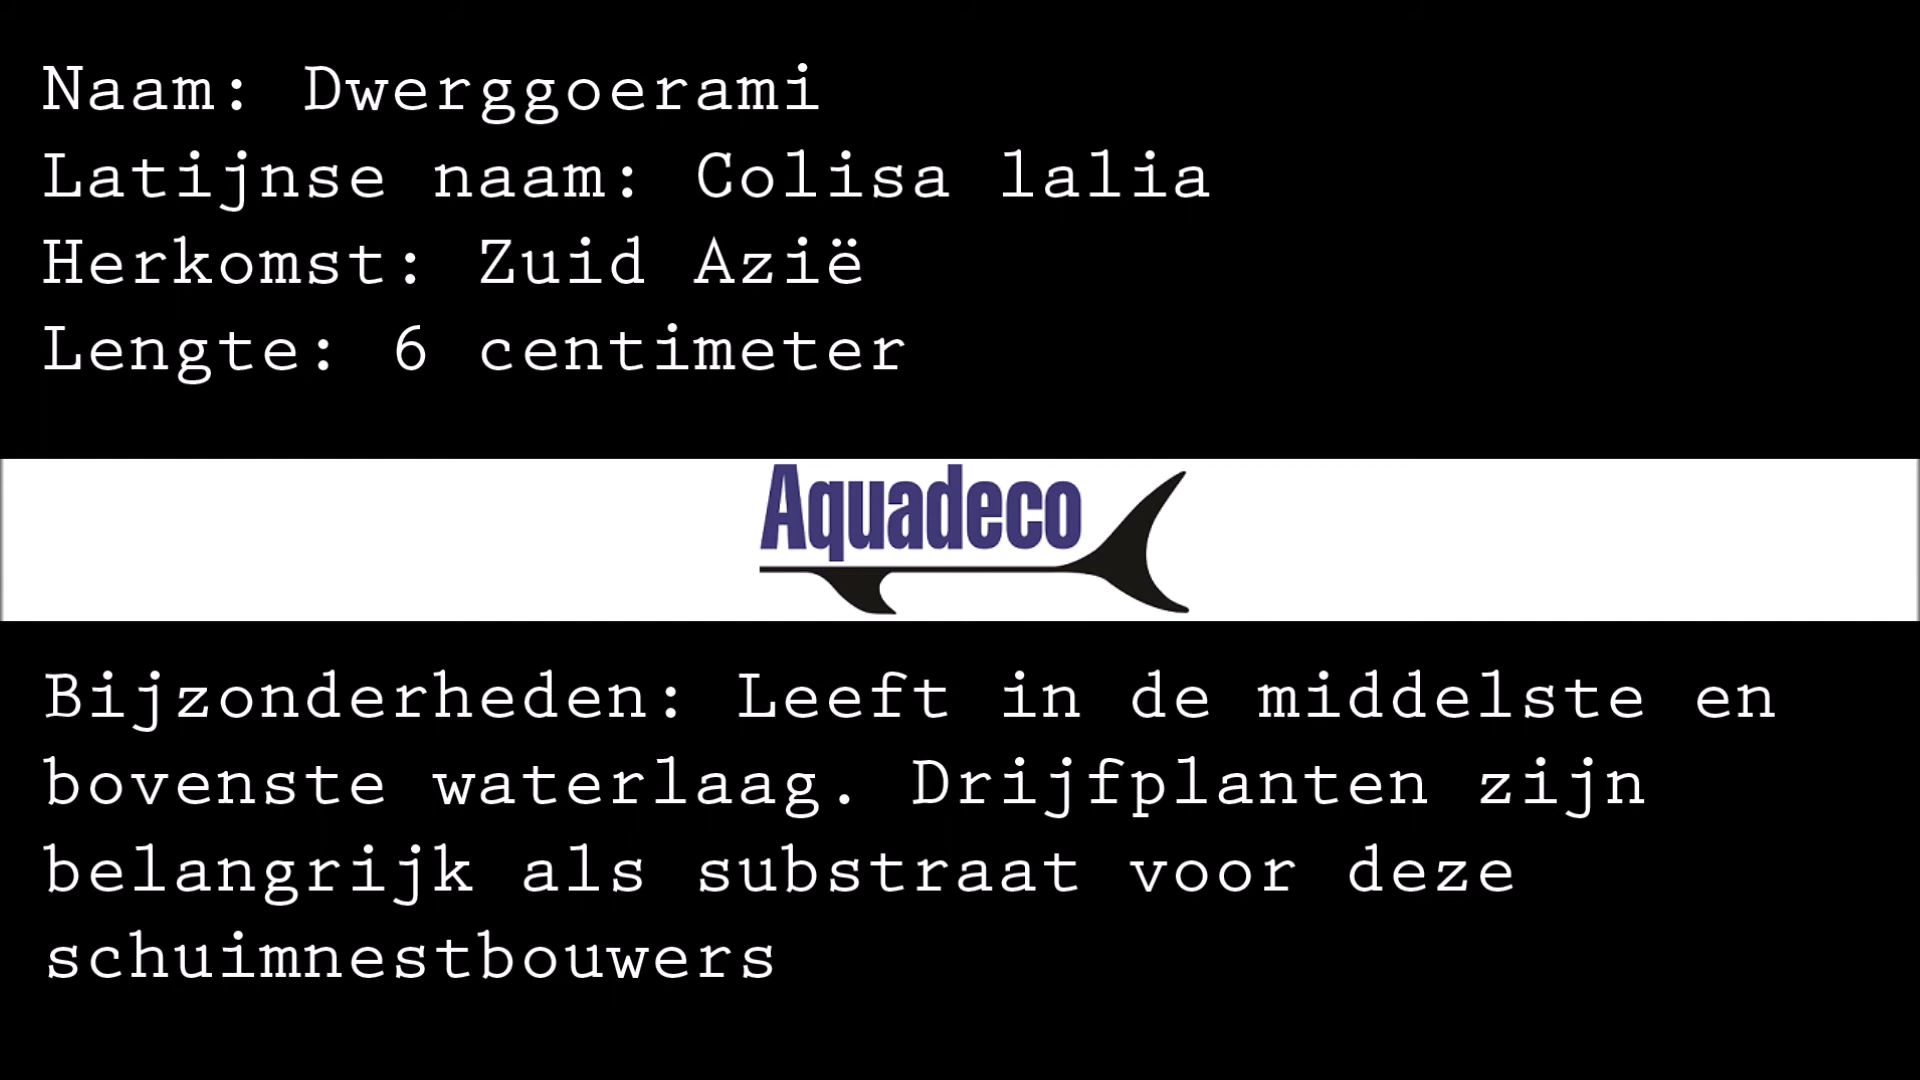 Naam: Dwerggoerami
Latijnse naam: Colisa lalia
Herkomst: Zuid Azië
Lengte: 6 centimeter
Aquadeco
Bijzonderheden: Leeft in de middelste en
bovenste waterlaag. Drijfplanten zijn
belangrijk als substraat voor deze
schuimnestbouwers